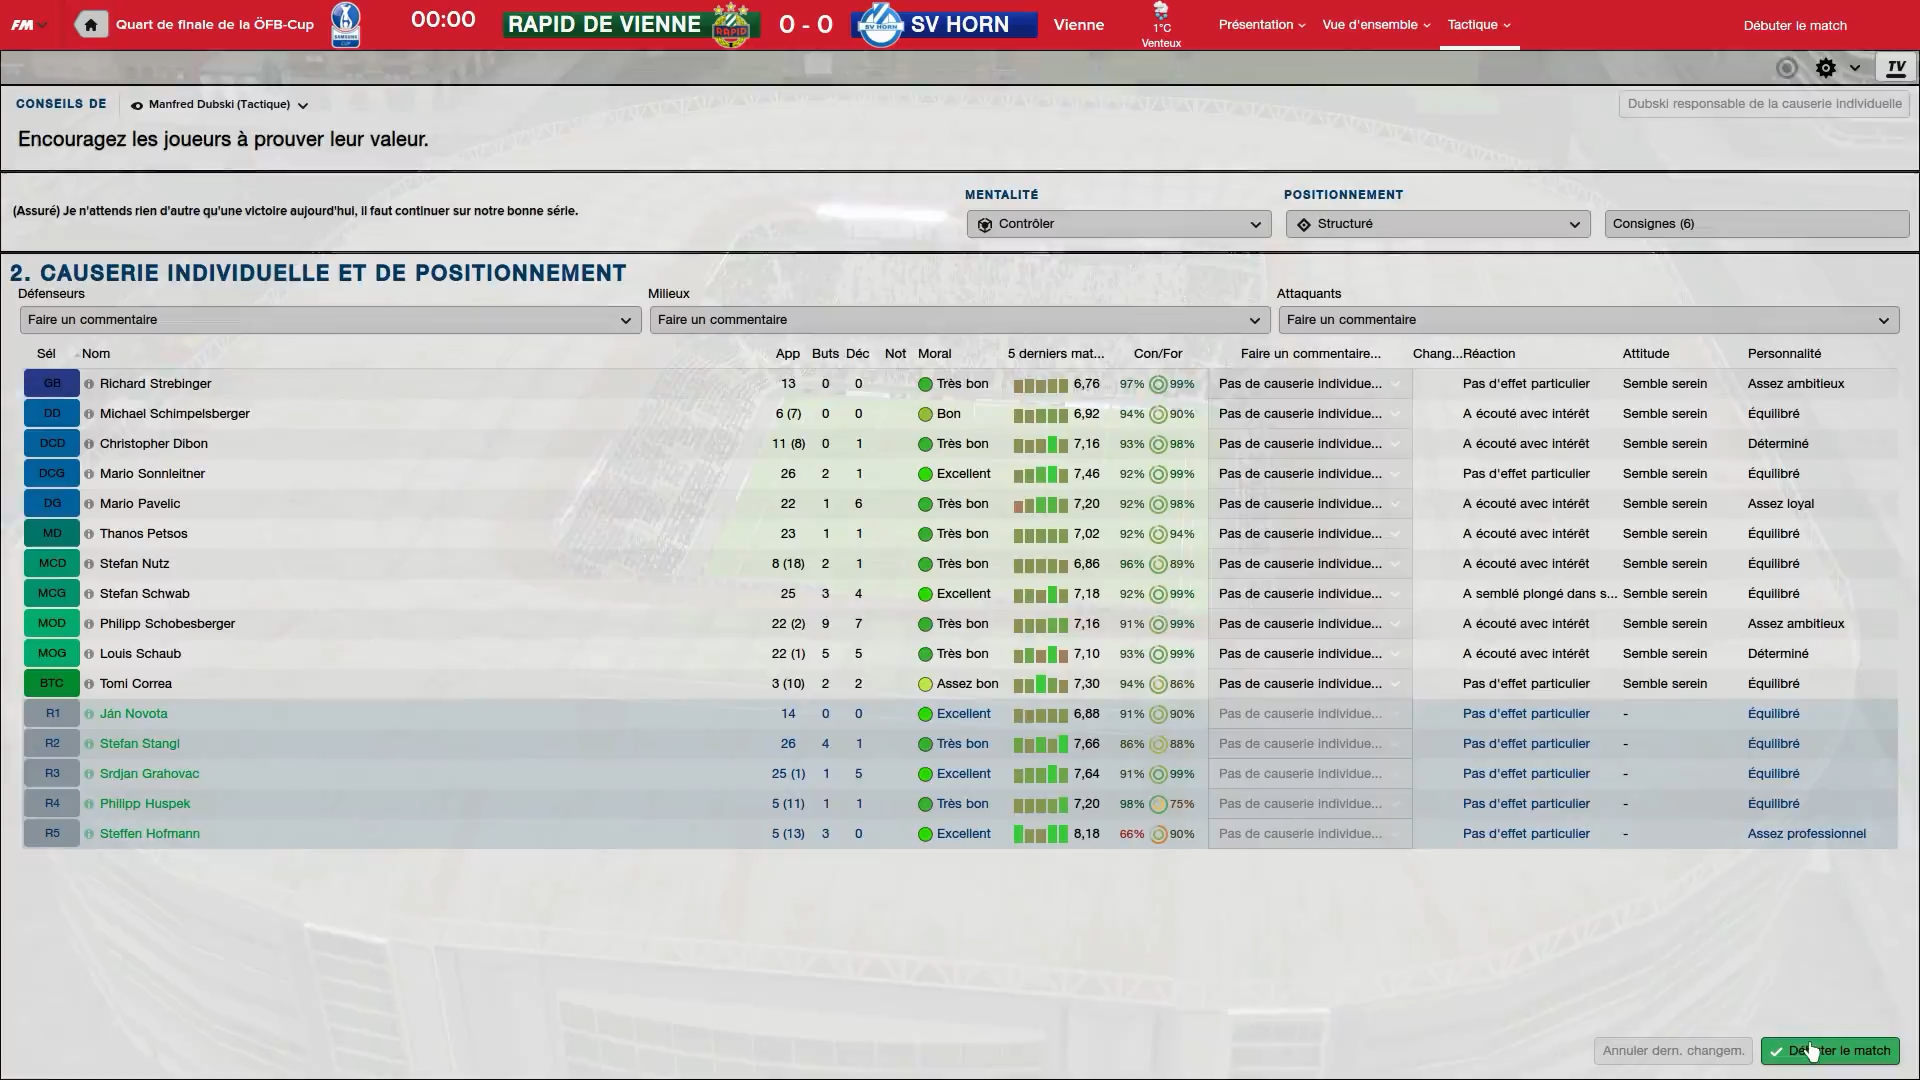 FM Quart de finale de la ÖFB-Cup SAMSUNG CUP 00:00 RAPID DE VIENNE RAPID 0 - 0 SV HORN SV HORN Vienne 1°C Venteux Présentation Vue d'ensemble Tactique Débuter le match
TV
CONSEILS DE Manfred Dubski (Tactique) Dubski responsable de la causerie individuelle
Encouragez les joueurs à prouver leur valeur.
MENTALITÉ POSITIONNEMENT
(Assuré) Je n'attends rien d'autre qu'une victoire aujourd'hui, il faut continuer sur notre bonne série. Contrôler Structuré Consignes (6)
2. CAUSERIE INDIVIDUELLE ET DE POSITIONNEMENT
Défenseurs Milieux Attaquants
Faire un commentaire Faire un commentaire Faire un commentaire
Sél Nom App Buts Déc Not Moral 5 derniers mat... Con/For Faire un commentaire... Chang... Réaction Attitude Personnalité
GB Richard Strebinger 13 0 0 Très bon 6,76 97% 99% Pas de causerie individue... Pas d'effet particulier Semble serein Assez ambitieux
DD Michael Schimpelsberger 6 (7) 0 0 Bon 6,92 94% 90% Pas de causerie individue... A écouté avec intérêt Semble serein Équilibré
DCD Christopher Dibon 11 (8) 0 1 Très bon 7,16 93% 98% Pas de causerie individue... A écouté avec intérêt Semble serein Déterminé
DCG Mario Sonnleitner 26 2 1 Excellent 7,46 92% 99% Pas de causerie individue... Pas d'effet particulier Semble serein Équilibré
DG Mario Pavelic 22 1 6 Très bon 7,20 92% 98% Pas de causerie individue... A écouté avec intérêt Semble serein Assez loyal
MD Thanos Petsos 23 1 1 Très bon 7,02 92% 94% Pas de causerie individue... A écouté avec intérêt Semble serein Équilibré
MCD Stefan Nutz 8 (18) 2 1 Très bon 6,86 96% 89% Pas de causerie individue... A écouté avec intérêt Semble serein Équilibré
MCG Stefan Schwab 25 3 4 Excellent 7,18 92% 99% Pas de causerie individue... A semblé plongé dans s... Semble serein Équilibré
MOD Philipp Schobesberger 22 (2) 9 7 Très bon 7,16 91% 99% Pas de causerie individue... A écouté avec intérêt Semble serein Assez ambitieux
MOG Louis Schaub 22 (1) 5 5 Très bon 7,10 93% 99% Pas de causerie individue... A écouté avec intérêt Semble serein Déterminé
BTC Tomi Correa 3 (10) 2 2 Assez bon 7,30 94% 86% Pas de causerie individue... Pas d'effet particulier Semble serein Équilibré
R1 Ján Novota 14 0 0 Excellent 6,88 91% 90% Pas de causerie individue... Pas d'effet particulier - Équilibré
R2 Stefan Stangl 26 4 1 Très bon 7,66 86% 88% Pas de causerie individue... Pas d'effet particulier - Équilibré
R3 Srdjan Grahovac 25 (1) 1 5 Excellent 7,64 91% 99% Pas de causerie individue... Pas d'effet particulier - Équilibré
R4 Philipp Huspek 5 (11) 1 1 Très bon 7,20 98% 75% Pas de causerie individue... Pas d'effet particulier - Équilibré
R5 Steffen Hofmann 5 (13) 3 0 Excellent 8,18 66% 90% Pas de causerie individue... Pas d'effet particulier - Assez professionnel
Annuler dern. changem. Débuter le match